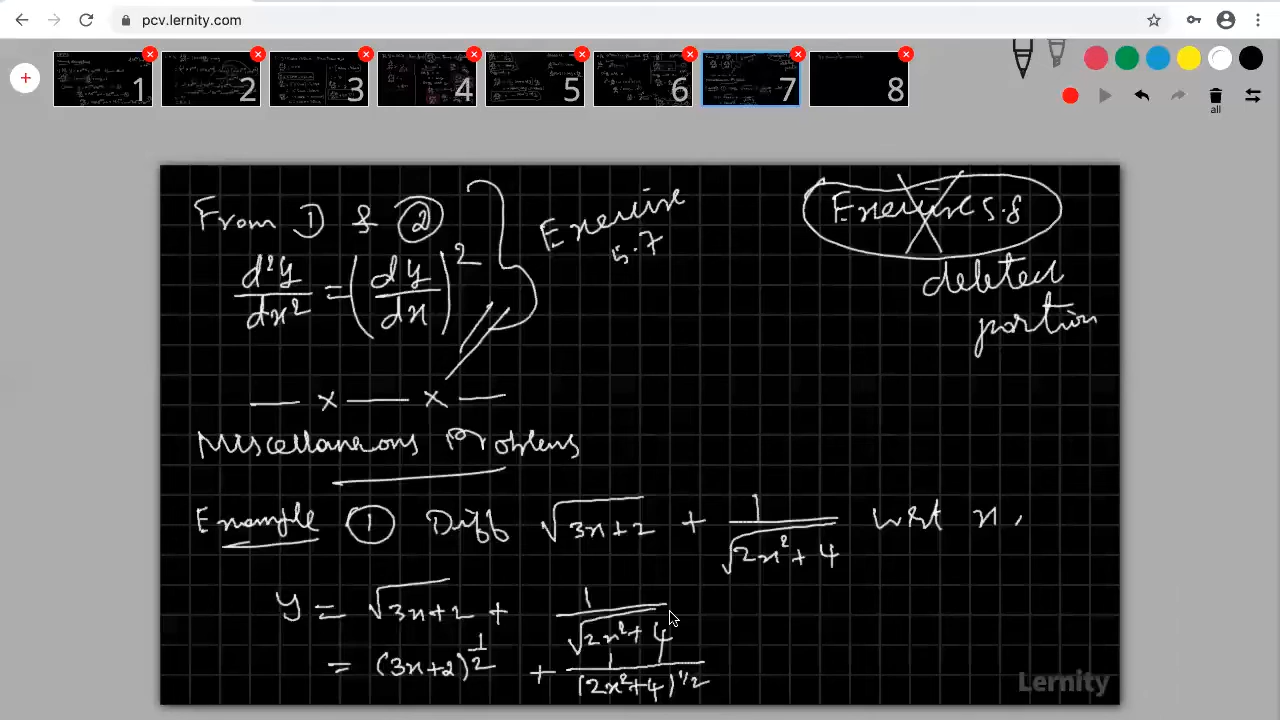 pcv.lernity.com
1 2 3 4 5 6 7 8
all
From ① & ②
d²y/dx² = (dy/dx)²
Exercise
5.7
Exercise 5.8
deleted
portion
— x — x —
Miscellaneous Problems
Example ① Diff √3x+2 + 1/√2x²+4 wrt x,
y = √3x+2 + 1/√2x²+4
= (3x+2)^1/2 + 1/(2x²+4)^1/2
Lernity